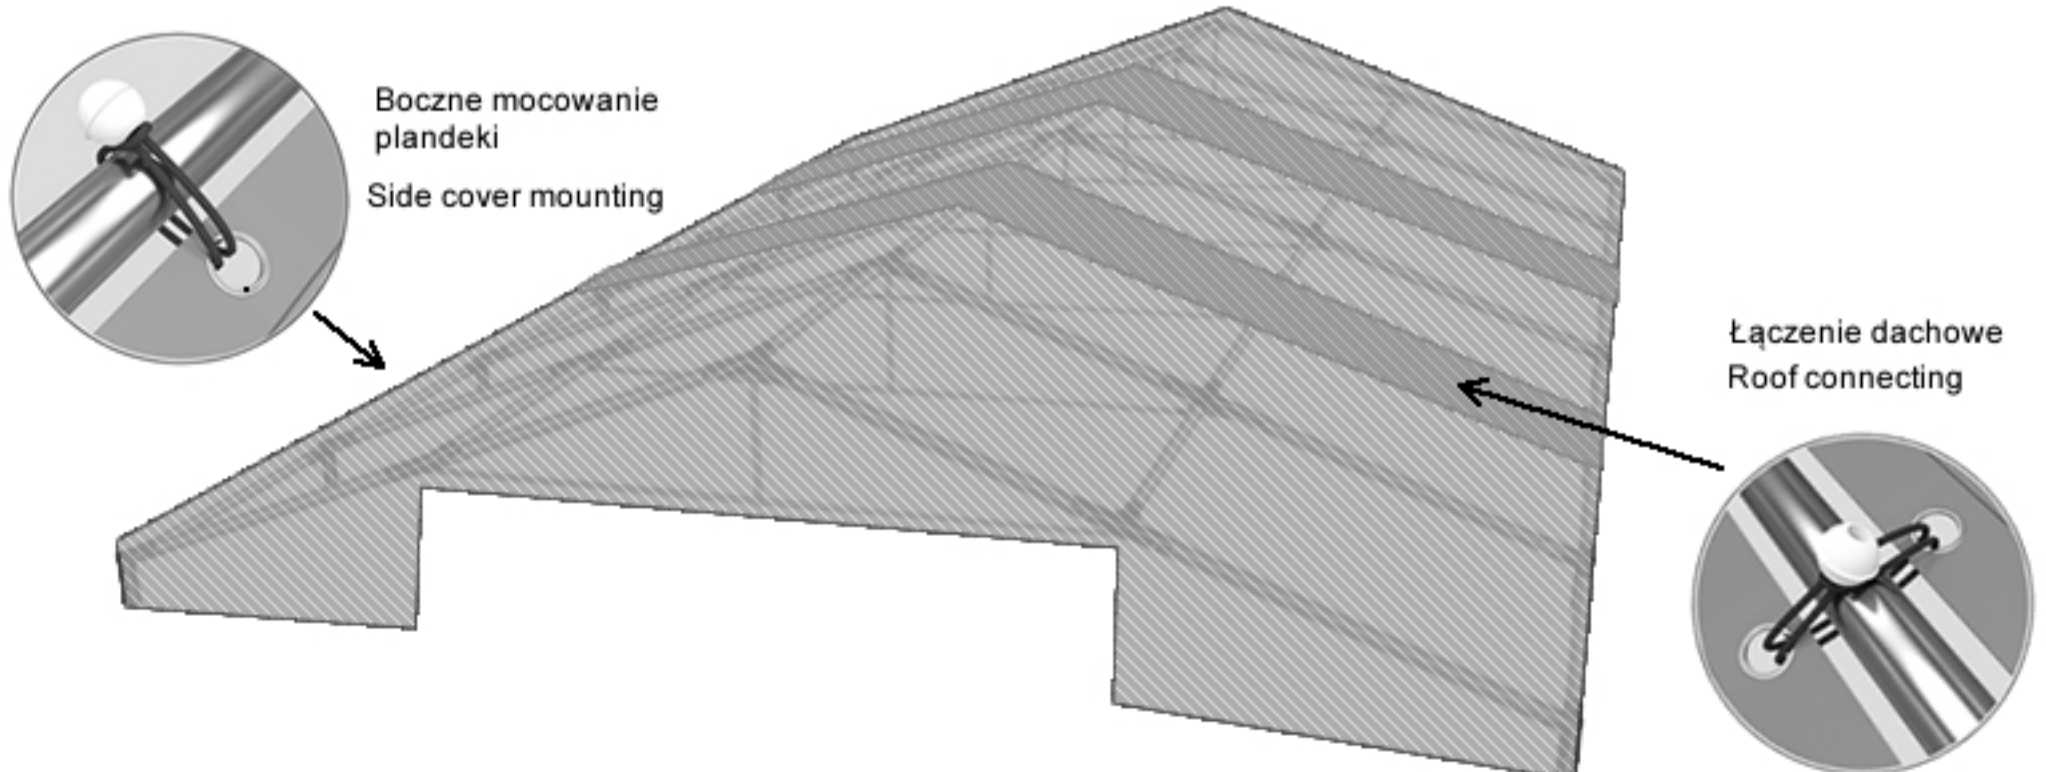 Boczne mocowanie
plandeki
Side cover mounting
Łączenie dachowe
Roof connecting